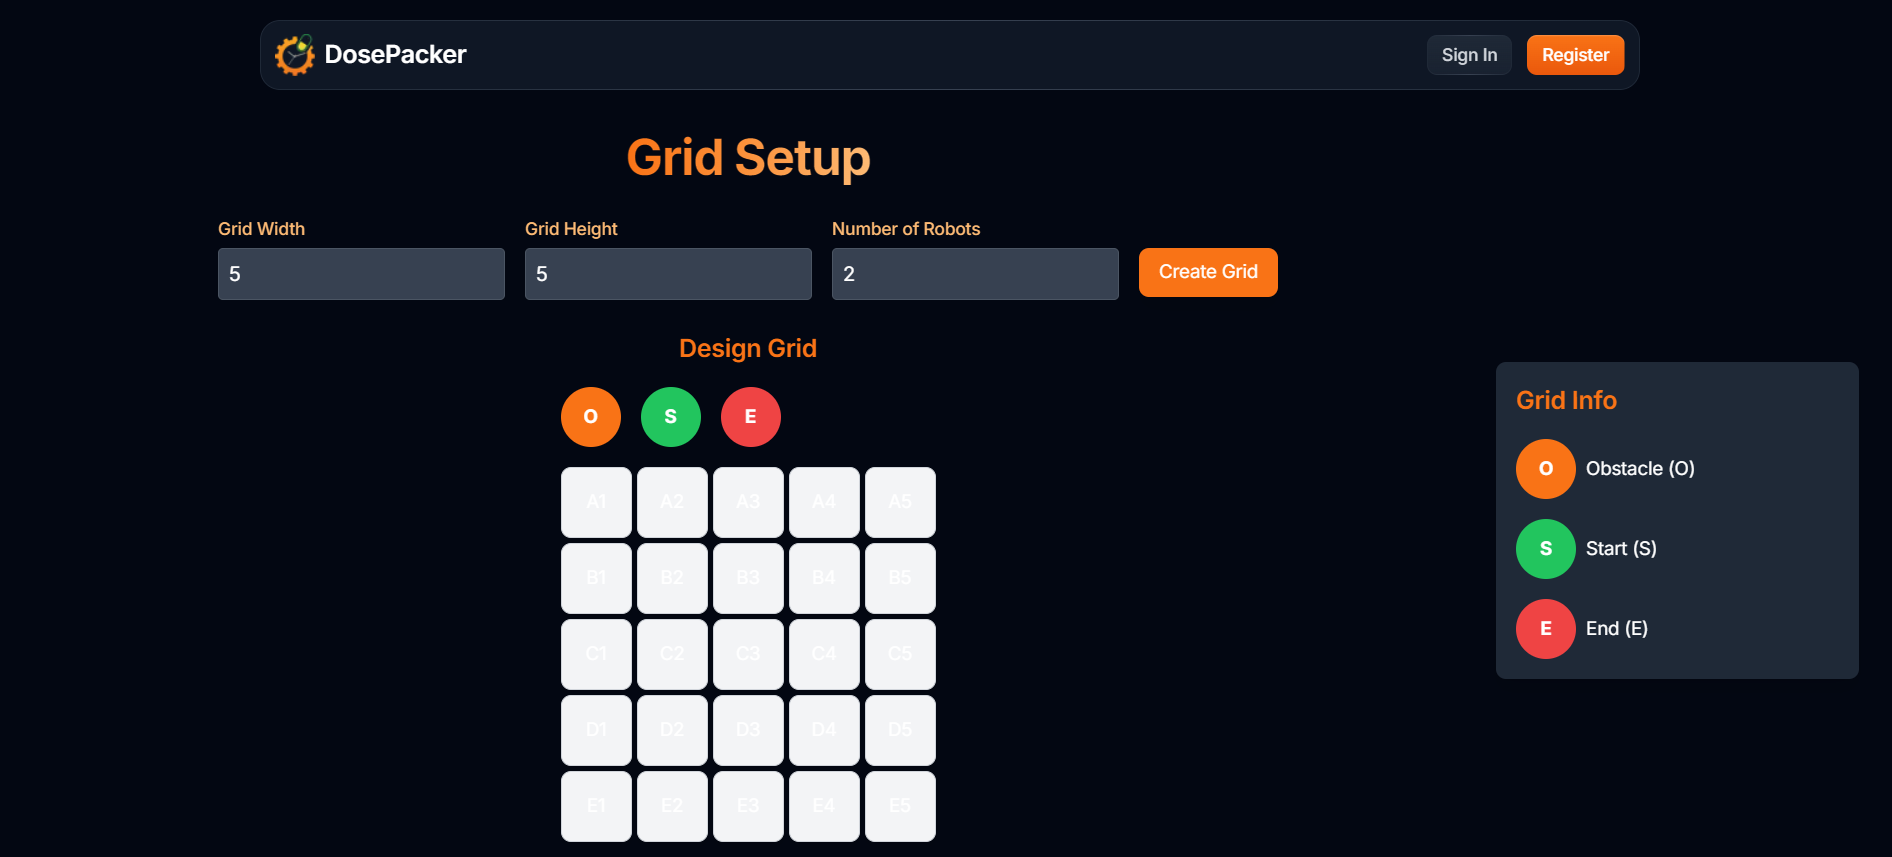 DosePacker
Sign In
Register
Grid Setup
Grid Width
Grid Height
Number of Robots
5
5
2
Create Grid
Design Grid
O
S
E
A1
A2
A3
A4
A5
B1
B2
B3
B4
B5
C1
C2
C3
C4
C5
D1
D2
D3
D4
D5
E1
E2
E3
E4
E5
Grid Info
O
Obstacle (O)
S
Start (S)
E
End (E)